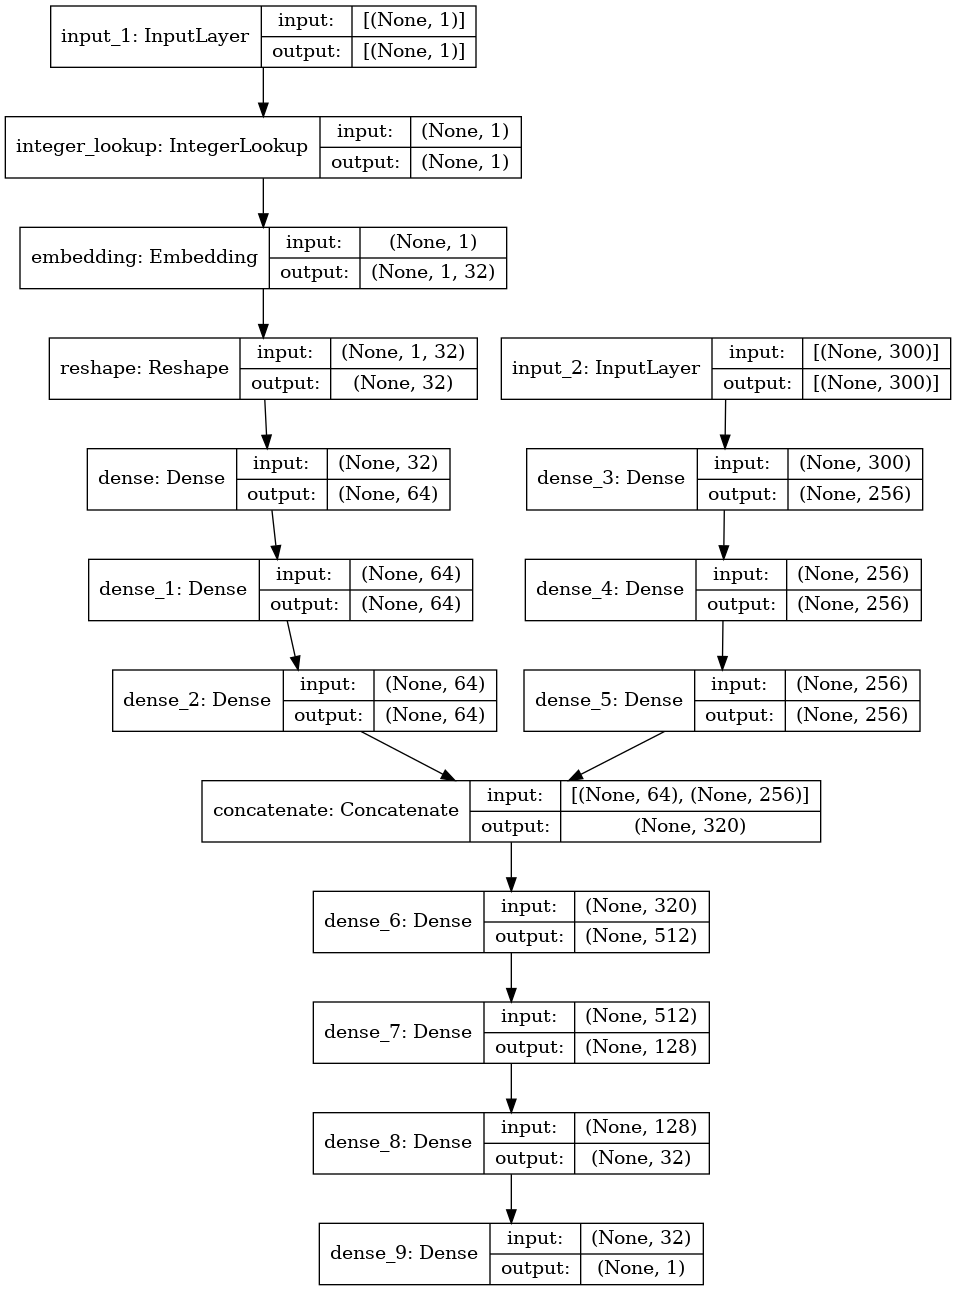 input_1: InputLayer input: [(None, 1)]
output: [(None, 1)]
integer_lookup: IntegerLookup input: (None, 1)
output: (None, 1)
embedding: Embedding input: (None, 1)
output: (None, 1, 32)
reshape: Reshape input: (None, 1, 32)
output: (None, 32)
input_2: InputLayer input: [(None, 300)]
output: [(None, 300)]
dense: Dense input: (None, 32)
output: (None, 64)
dense_3: Dense input: (None, 300)
output: (None, 256)
dense_1: Dense input: (None, 64)
output: (None, 64)
dense_4: Dense input: (None, 256)
output: (None, 256)
dense_2: Dense input: (None, 64)
output: (None, 64)
dense_5: Dense input: (None, 256)
output: (None, 256)
concatenate: Concatenate input: [(None, 64), (None, 256)]
output: (None, 320)
dense_6: Dense input: (None, 320)
output: (None, 512)
dense_7: Dense input: (None, 512)
output: (None, 128)
dense_8: Dense input: (None, 128)
output: (None, 32)
dense_9: Dense input: (None, 32)
output: (None, 1)